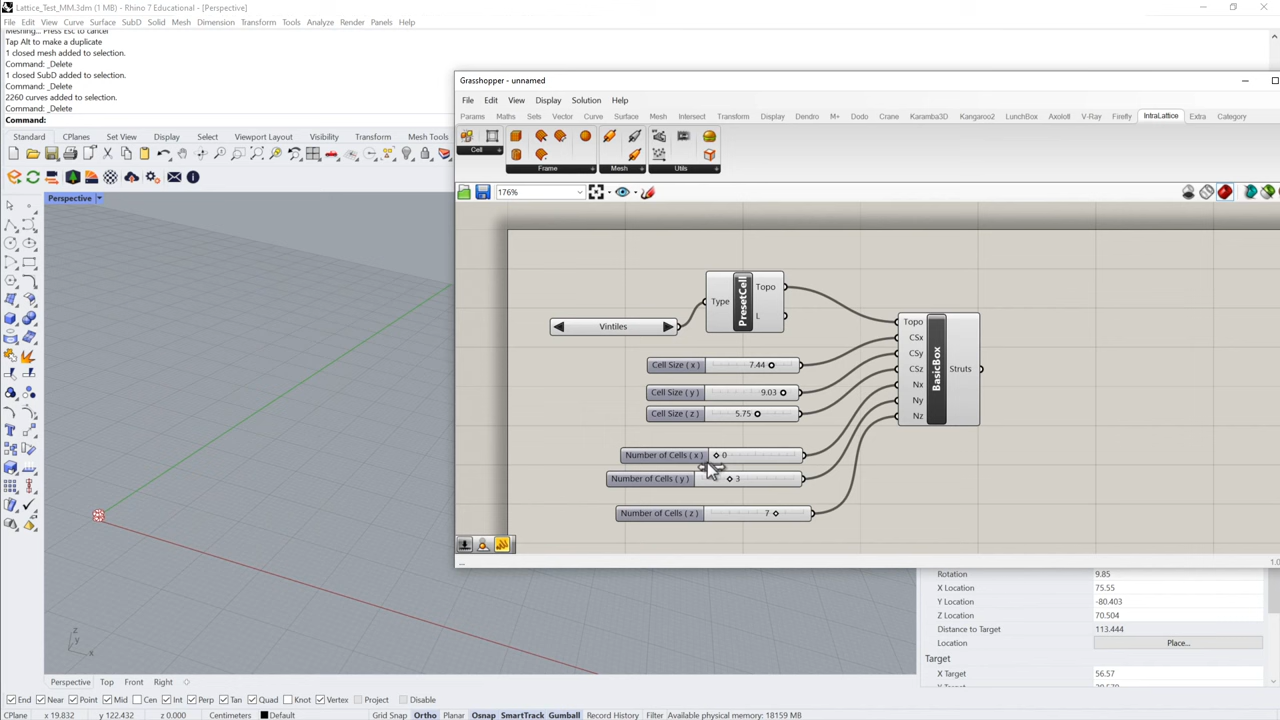 Lattice_Test_MM.3dm (1 MB) - Rhino 7 Educational - [Perspective]
File Edit View Curve Surface SubD Solid Mesh Dimension Transform Tools Analyze Render Panels Help
Meshing... Press Esc to cancel
Tap Alt to make a duplicate
1 closed mesh added to selection.
Command: _Delete
1 closed SubD added to selection.
Command: _Delete
2260 curves added to selection.
Command: _Delete
Command:
Standard CPlanes Set View Display Select Viewport Layout Visibility Transform Mesh Tools
Perspective
Grasshopper - unnamed
File Edit View Display Solution Help
Params Maths Sets Vector Curve Surface Mesh Intersect Transform Display Dendro M+ Dodo Crane Karamba3D Kangaroo2 LunchBox Axolotl V-Ray Firefly IntraLattice Extra Category
Cell Frame Mesh Utils
176%
PresetCell
Type
Topo
L
Vintiles
Cell Size ( x ) 7.44
Cell Size ( y ) 9.03
Cell Size ( z ) 5.75
Number of Cells ( x ) 0
Number of Cells ( y ) 3
Number of Cells ( z ) 7
Topo
CSx
CSy
CSz
Nx
Ny
Nz
BasicBox
Struts
...
1.0
Rotation 9.85
X Location 75.55
Y Location -80.403
Z Location 70.504
Distance to Target 113.444
Location Place...
Target
X Target 56.57
z
y
x
Perspective Top Front Right
End Near Point Mid Cen Int Perp Tan Quad Knot Vertex Project Disable
CPlane x 19.832 y 122.432 z 0.000 Centimeters Default Grid Snap Ortho Planar Osnap SmartTrack Gumball Record History Filter Available physical memory: 18159 MB